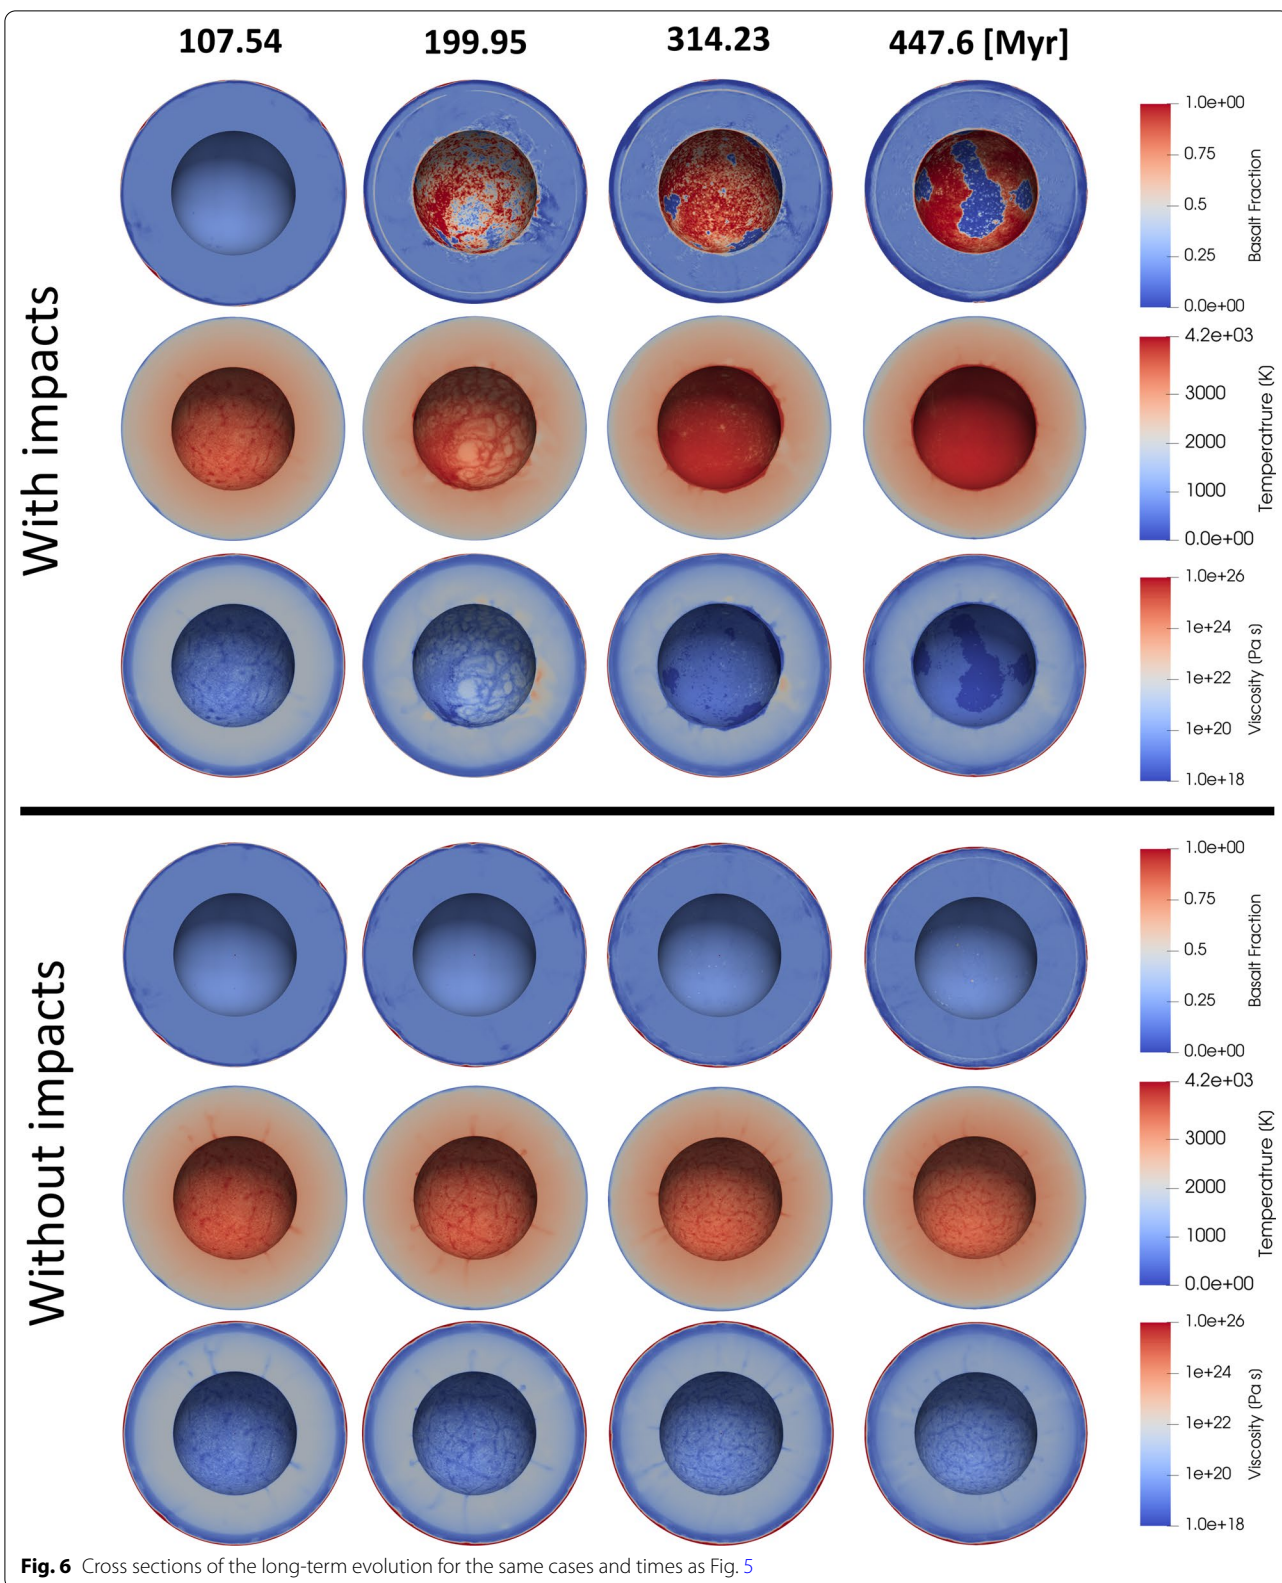 107.54 199.95 314.23 447.6 [Myr]
With impacts
1.0e+00
0.75
0.5
0.25
0.0e+00
Basalt Fraction
4.2e+03
3000
2000
1000
0.0e+00
Temperatrure (K)
1.0e+26
1e+24
1e+22
1e+20
1.0e+18
Viscosity (Pa s)
Without impacts
1.0e+00
0.75
0.5
0.25
0.0e+00
Basalt Fraction
4.2e+03
3000
2000
1000
0.0e+00
Temperatrure (K)
1.0e+26
1e+24
1e+22
1e+20
1.0e+18
Viscosity (Pa s)
Fig. 6 Cross sections of the long-term evolution for the same cases and times as Fig. 5